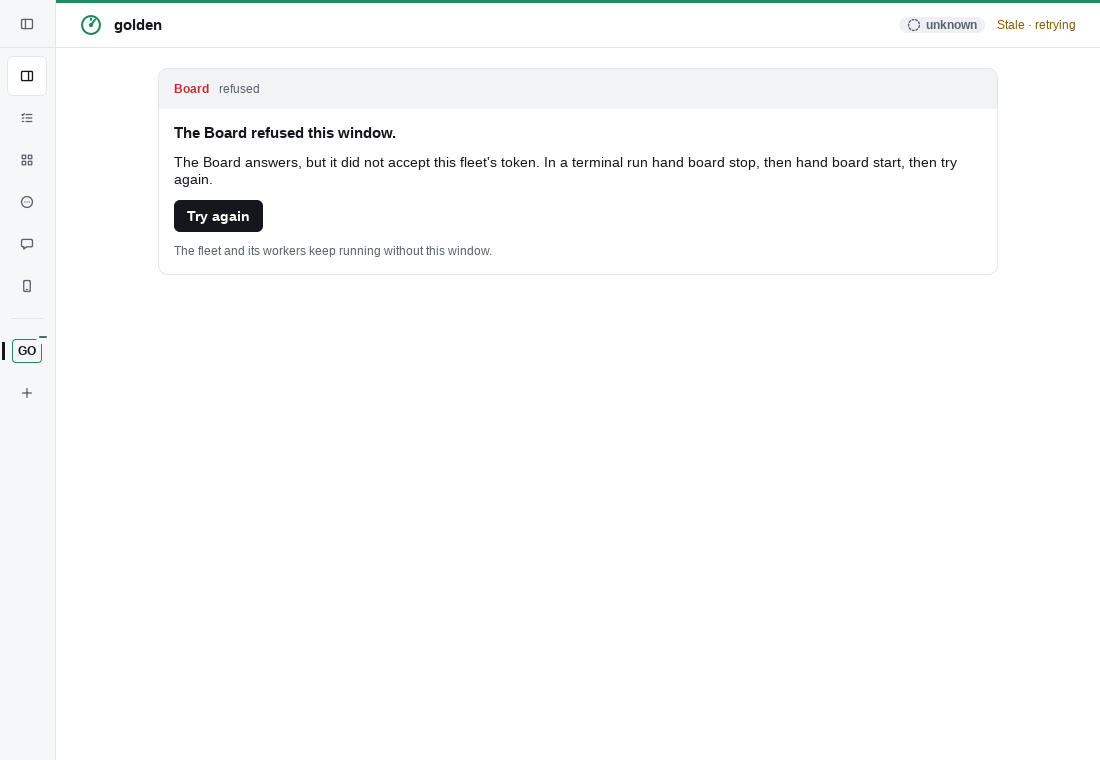 golden
unknown
Stale · retrying
Board refused
The Board refused this window.
The Board answers, but it did not accept this fleet's token. In a terminal run hand board stop, then hand board start, then try
again.
Try again
The fleet and its workers keep running without this window.
GO